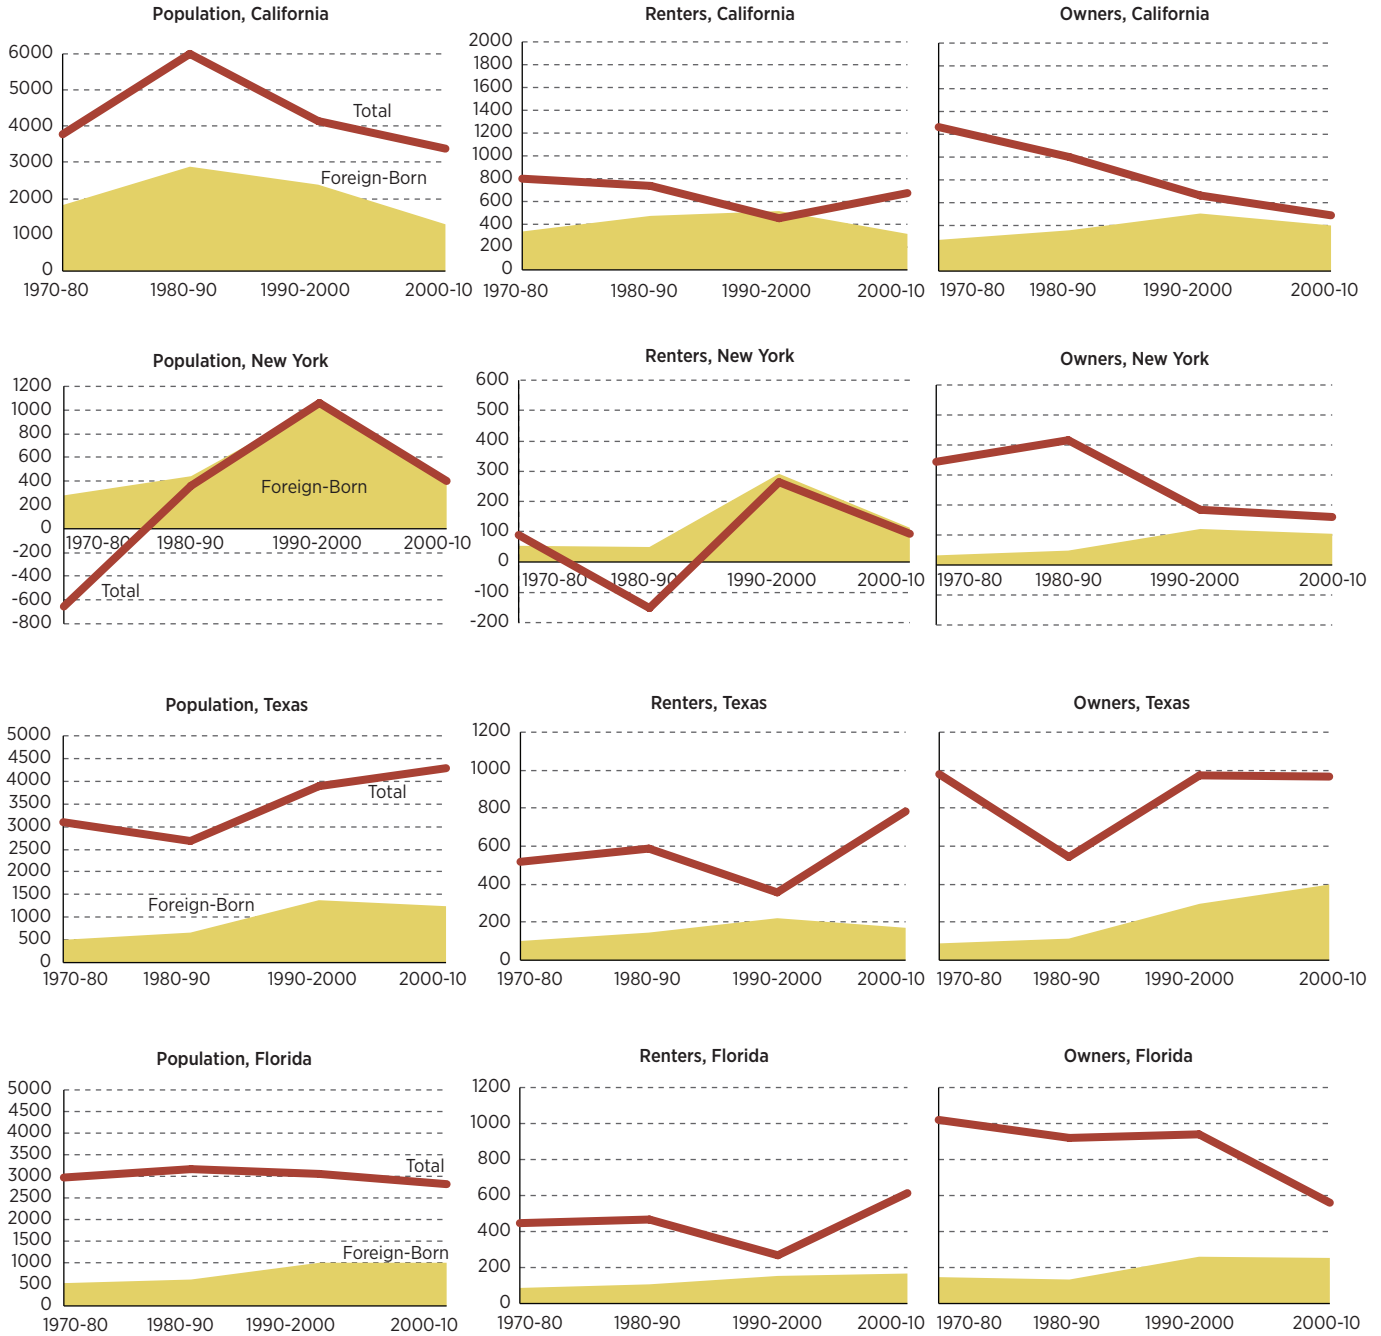 Population, California
6000
5000
4000
3000
2000
1000
0
Total
Foreign-Born
1970-80 1980-90 1990-2000 2000-10
Renters, California
2000
1800
1600
1400
1200
1000
800
600
400
200
0
1970-80 1980-90 1990-2000 2000-10
Owners, California
1970-80 1980-90 1990-2000 2000-10
Population, New York
1200
1000
800
600
400
200
0
-200
-400
-600
-800
Foreign-Born
1970-80 1980-90 1990-2000 2000-10
Total
Renters, New York
600
500
400
300
200
100
0
-100
-200
1970-80 1980-90 1990-2000 2000-10
Owners, New York
1970-80 1980-90 1990-2000 2000-10
Population, Texas
5000
4500
4000
3500
3000
2500
2000
1500
1000
500
0
Total
Foreign-Born
1970-80 1980-90 1990-2000 2000-10
Renters, Texas
1200
1000
800
600
400
200
0
1970-80 1980-90 1990-2000 2000-10
Owners, Texas
1970-80 1980-90 1990-2000 2000-10
Population, Florida
5000
4500
4000
3500
3000
2500
2000
1500
1000
500
0
Total
Foreign-Born
1970-80 1980-90 1990-2000 2000-10
Renters, Florida
1200
1000
800
600
400
200
0
1970-80 1980-90 1990-2000 2000-10
Owners, Florida
1970-80 1980-90 1990-2000 2000-10